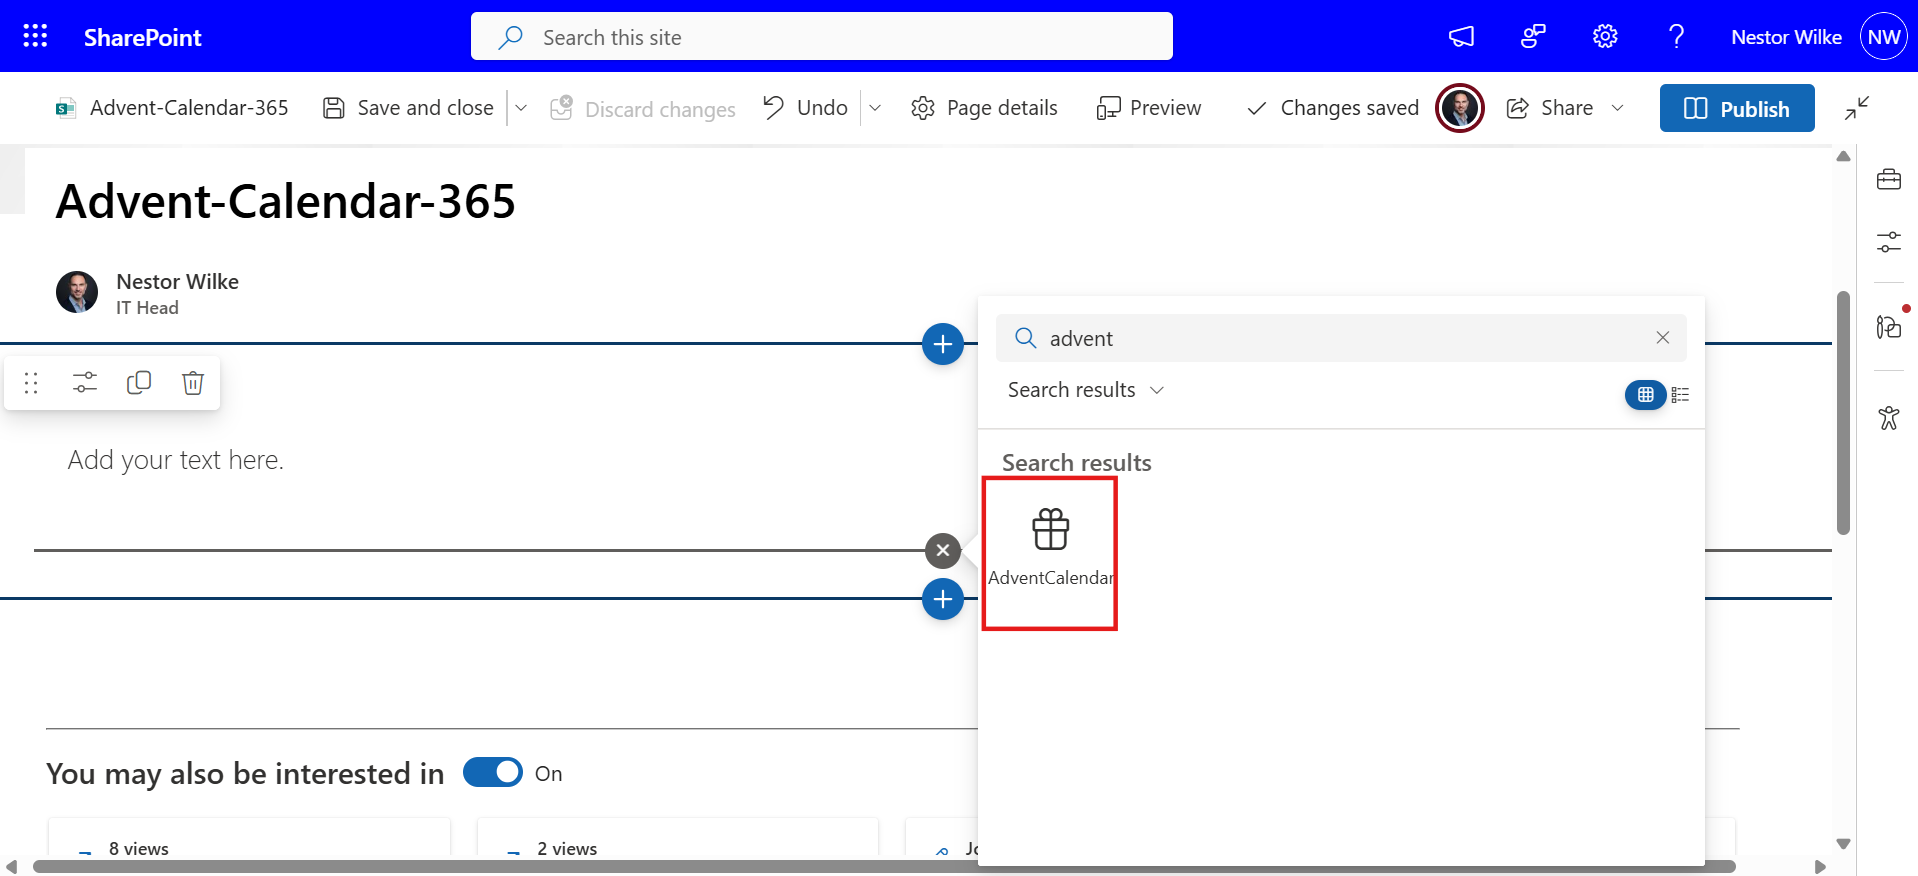 SharePoint
Search this site
Nestor Wilke
NW
Advent-Calendar-365
Save and close
Discard changes
Undo
Page details
Preview
Changes saved
Share
Publish
Advent-Calendar-365
Nestor Wilke
IT Head
advent
Search results
Add your text here.
Search results
AdventCalendar
You may also be interested in
On
8 views
2 views